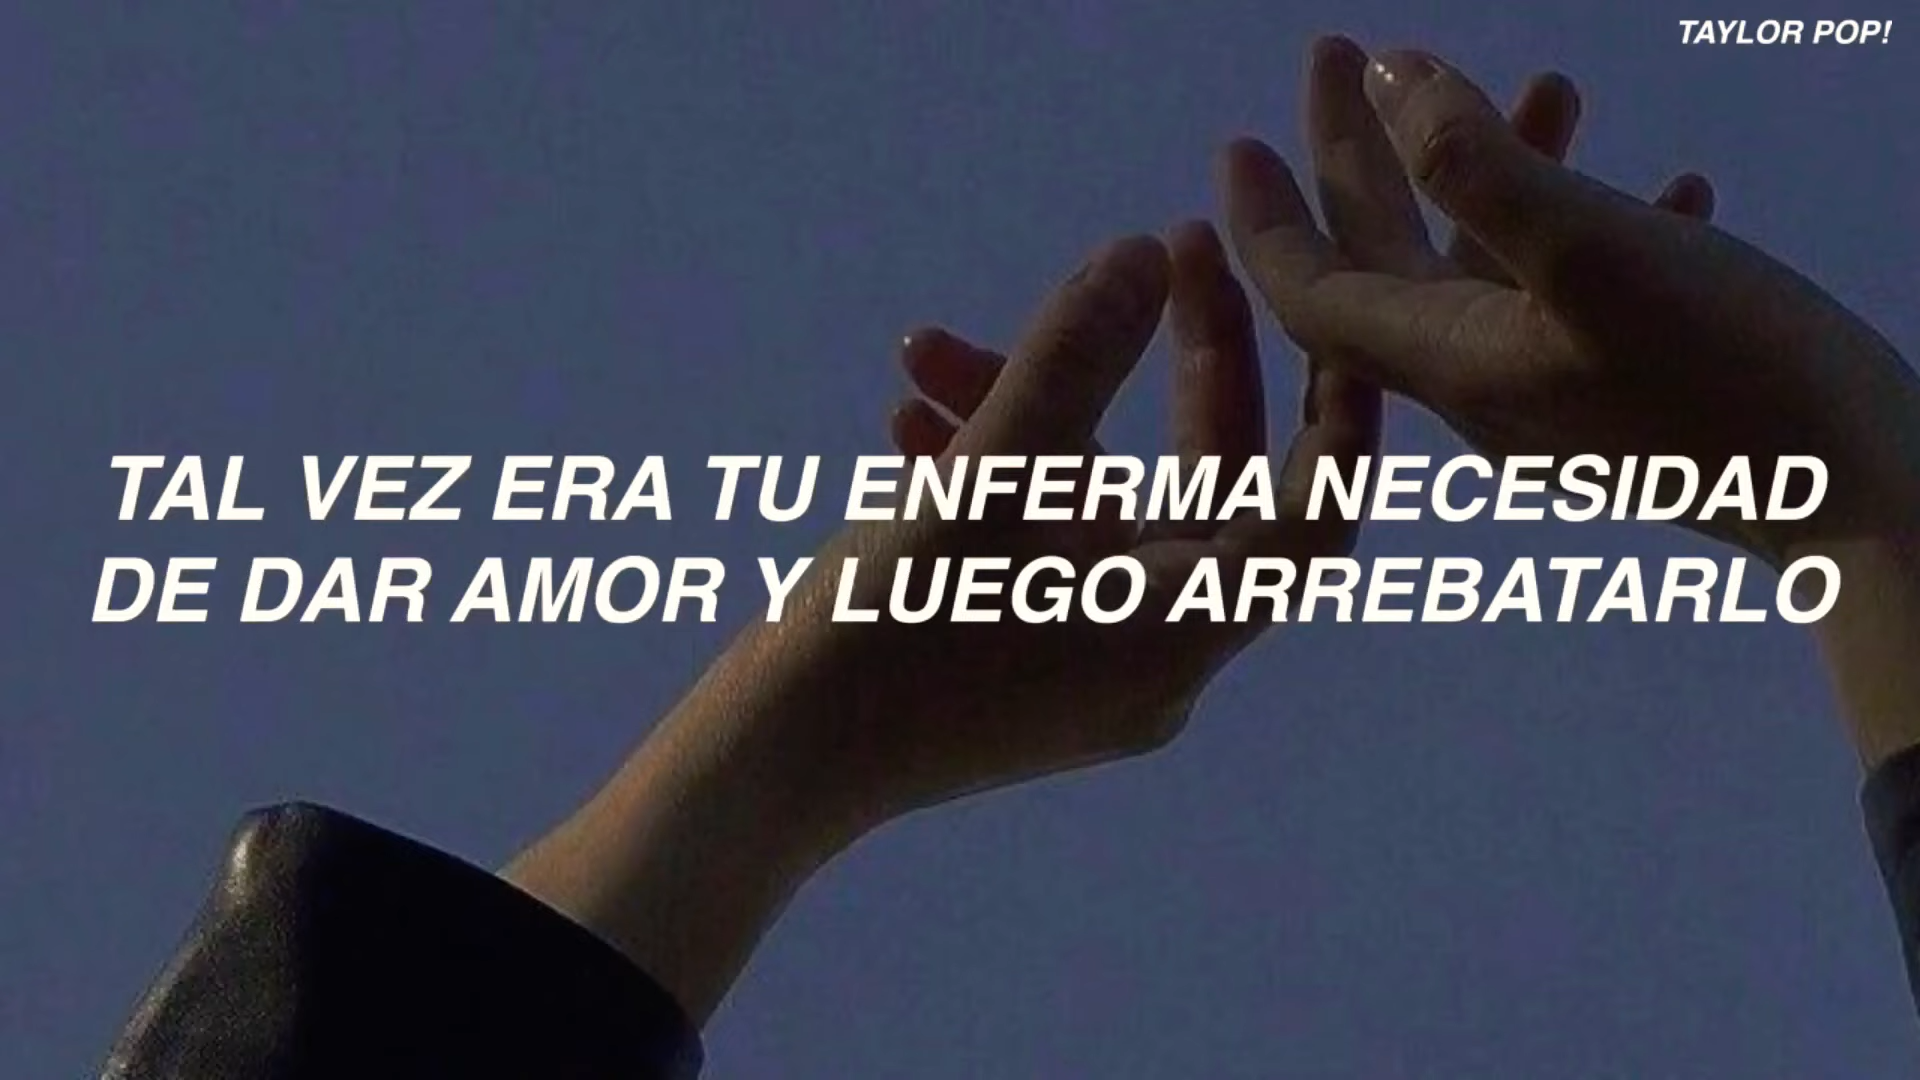 TAYLOR POP!
TAL VEZ ERA TU ENFERMA NECESIDAD
DE DAR AMOR Y LUEGO ARREBATARLO